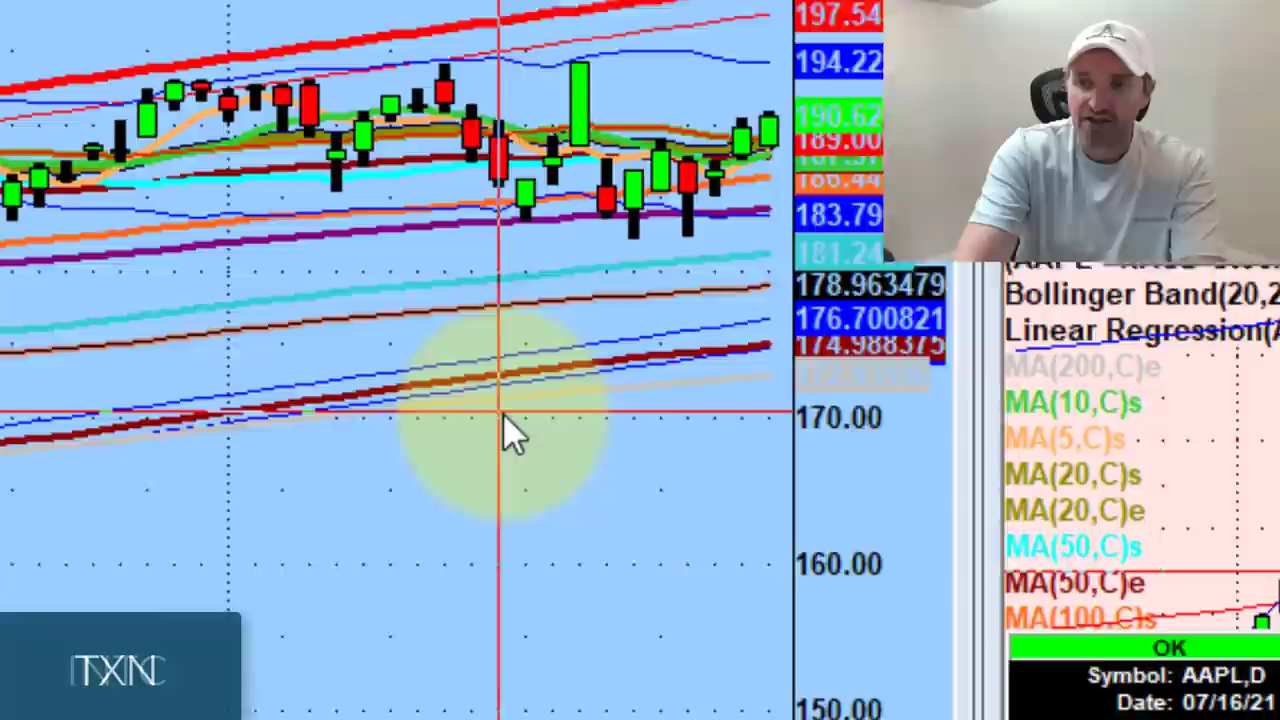 197.54
194.22
190.62
189.00
186.44
183.79
181.24
178.963479
176.700821
174.988375
170.00
160.00
150.00
Bollinger Band(20,2
Linear Regression(
MA(200,C)e
MA(10,C)s
MA(5,C)s
MA(20,C)s
MA(20,C)e
MA(50,C)s
MA(50,C)e
MA(100,C)s
OK
Symbol: AAPL,D
Date: 07/16/21
TXN